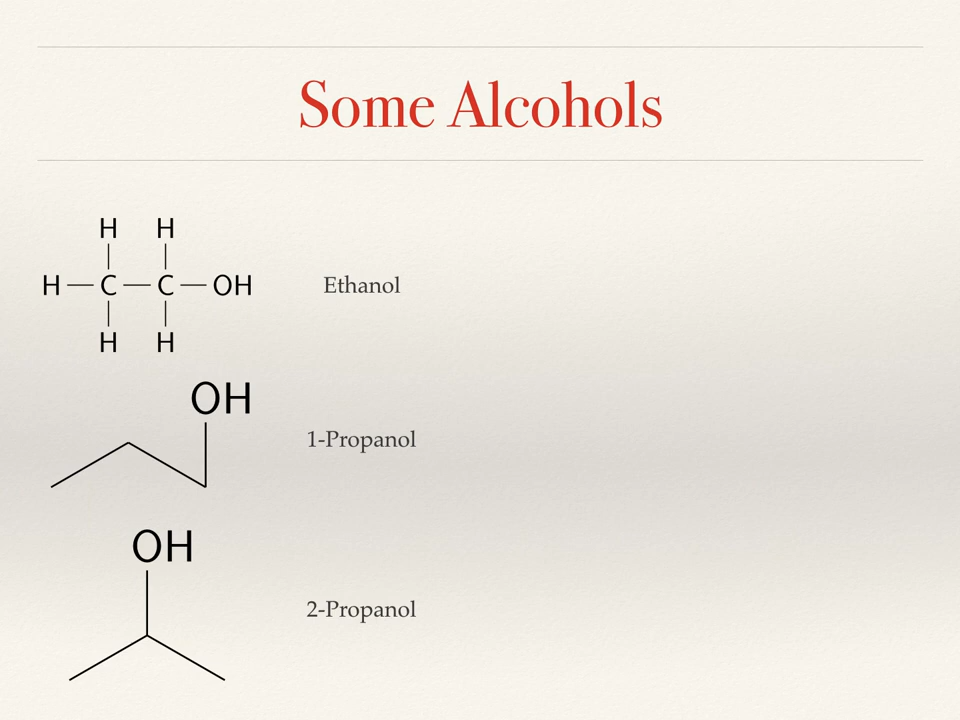 Some Alcohols
H H
H C C OH
Ethanol
H H
OH
1-Propanol
OH
2-Propanol